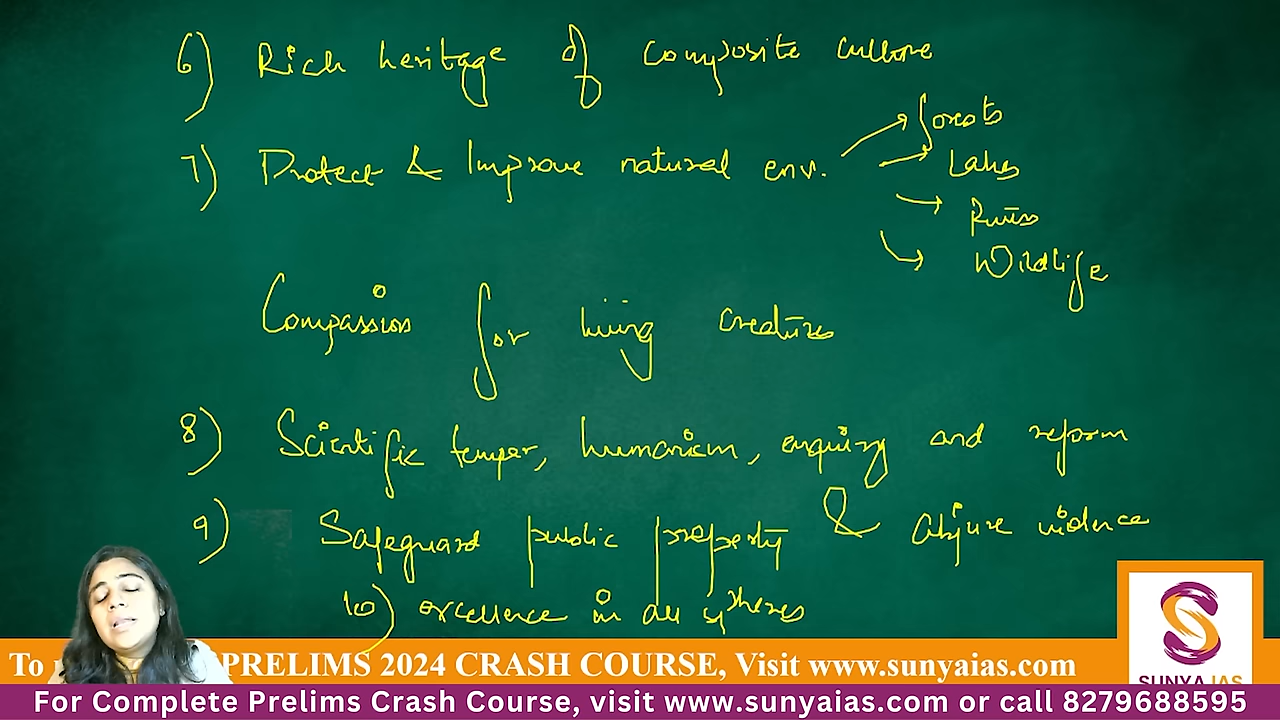 6) Rich heritage of composite culture
7) Protect & Improve natural env. → forests
→ Lakes
→ Rivers
→ Wildlife
Compassion for living creatures
8) Scientific temper, humanism, enquiry and reform
9) Safeguard public property & abjure violence
10) excellence in all spheres
To PRELIMS 2024 CRASH COURSE, Visit www.sunyaias.com
SUNYA IAS
For Complete Prelims Crash Course, visit www.sunyaias.com or call 8279688595